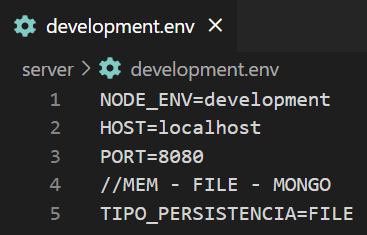 development.env
server > development.env
1 NODE_ENV=development
2 HOST=localhost
3 PORT=8080
4 //MEM - FILE - MONGO
5 TIPO_PERSISTENCIA=FILE